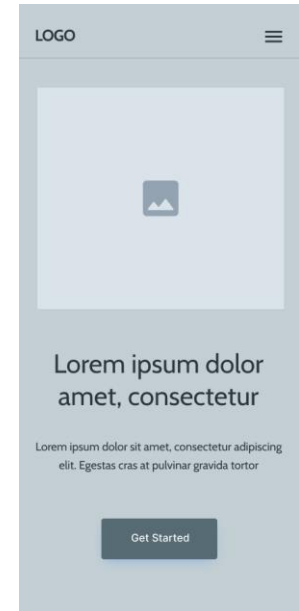 LOGO
Lorem ipsum dolor
amet, consectetur
Lorem ipsum dolor sit amet, consectetur adipiscing
elit. Egestas cras at pulvinar gravida tortor
Get Started